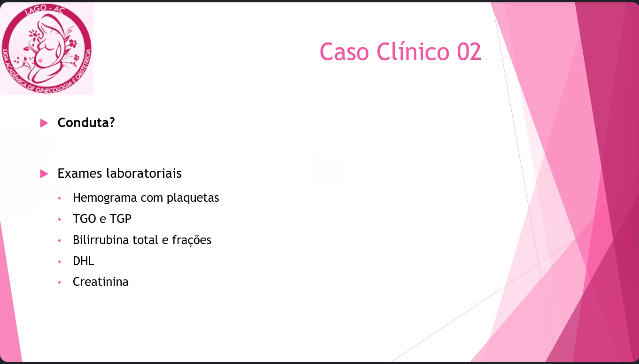 LAGO - AC
LIGA ACADÊMICA DE GINECOLOGIA E OBSTETRÍCIA
Caso Clínico 02
Conduta?
Exames laboratoriais
Hemograma com plaquetas
TGO e TGP
Bilirrubina total e frações
DHL
Creatinina